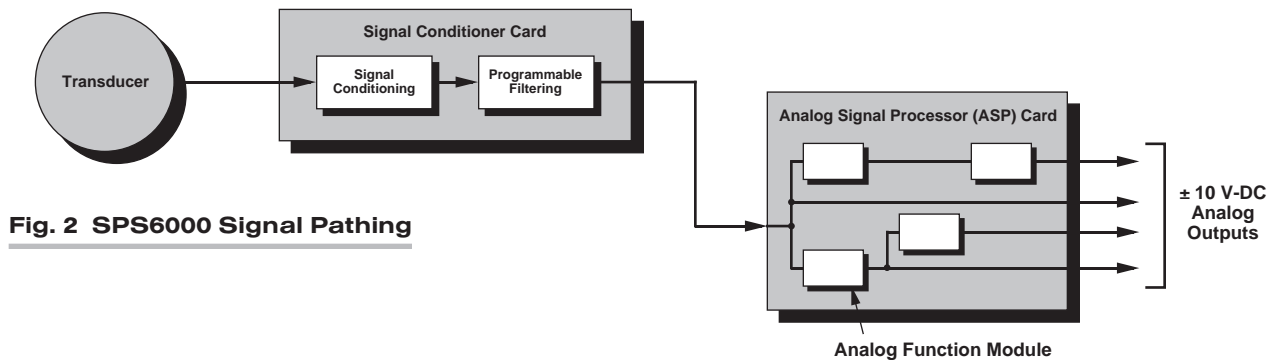 Signal Conditioner Card
Transducer
Signal
Conditioning
Programmable
Filtering
Analog Signal Processor (ASP) Card
± 10 V-DC
Analog
Outputs
Fig. 2 SPS6000 Signal Pathing
Analog Function Module